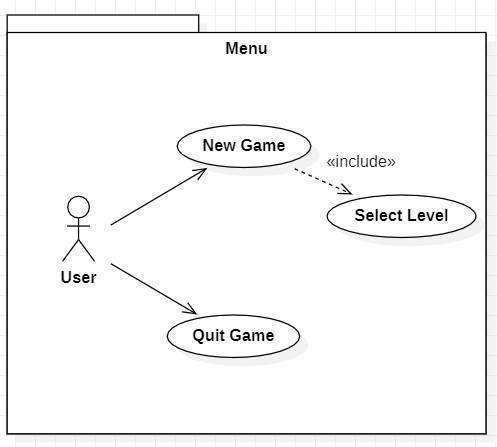 Menu
New Game
«include»
Select Level
User
Quit Game